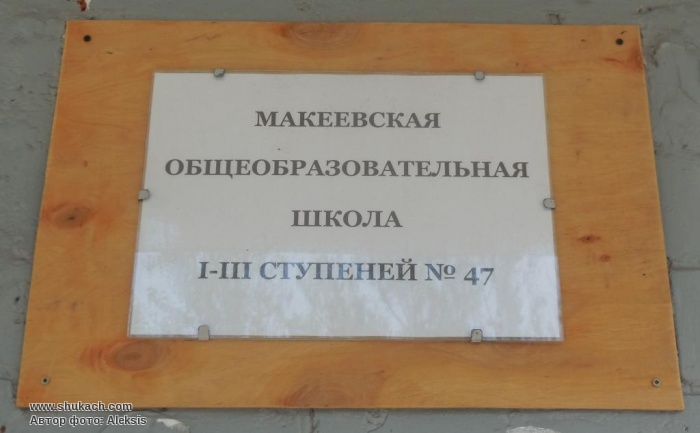 МАКЕЕВСКАЯ
ОБЩЕОБРАЗОВАТЕЛЬНАЯ
ШКОЛА
I-III СТУПЕНЕЙ № 47
www.shukach.com
Автор фото: Aleksis